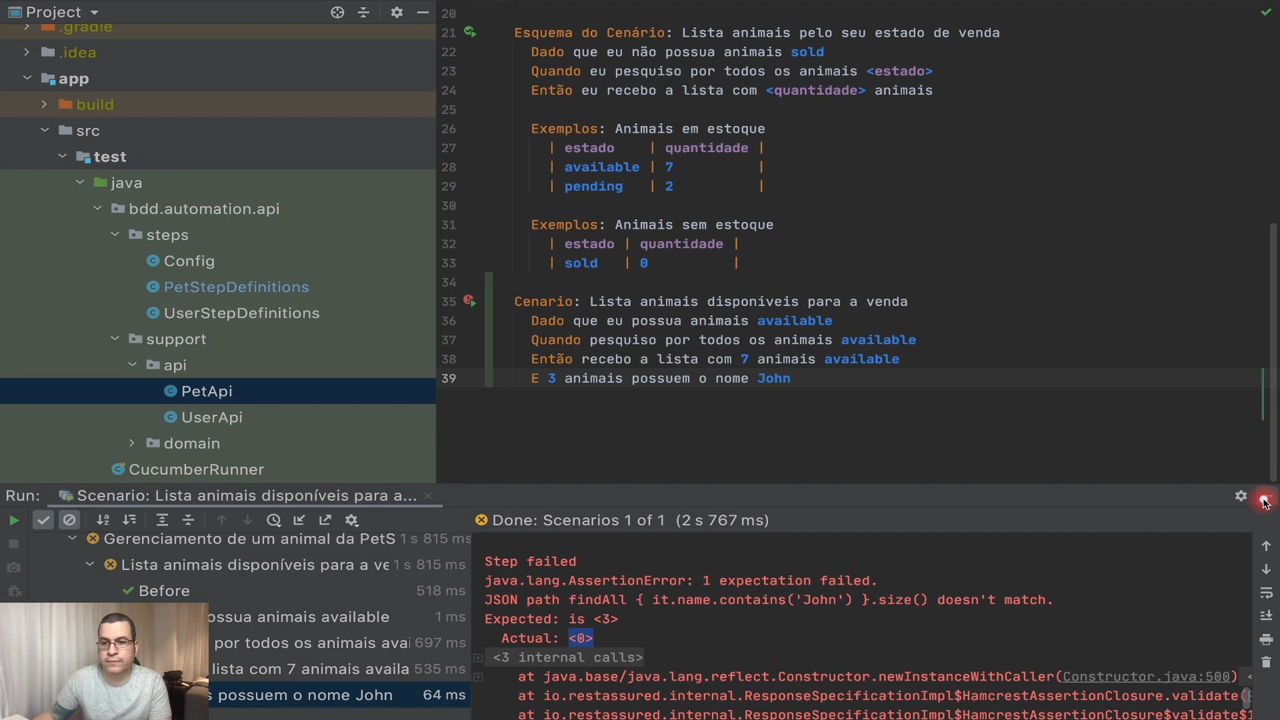 Project
.gradle
.idea
app
build
src
test
java
bdd.automation.api
steps
Config
PetStepDefinitions
UserStepDefinitions
support
api
PetApi
UserApi
domain
CucumberRunner
20
21 Esquema do Cenário: Lista animais pelo seu estado de venda
22 Dado que eu não possua animais sold
23 Quando eu pesquiso por todos os animais <estado>
24 Então eu recebo a lista com <quantidade> animais
25
26 Exemplos: Animais em estoque
27 | estado | quantidade |
28 | available | 7 |
29 | pending | 2 |
30
31 Exemplos: Animais sem estoque
32 | estado | quantidade |
33 | sold | 0 |
34
35 Cenario: Lista animais disponíveis para a venda
36 Dado que eu possua animais available
37 Quando pesquiso por todos os animais available
38 Então recebo a lista com 7 animais available
39 E 3 animais possuem o nome John
Run: Scenario: Lista animais disponíveis para a...
Done: Scenarios 1 of 1 (2 s 767 ms)
Gerenciamento de um animal da PetS 1 s 815 ms
Lista animais disponíveis para a ve 1 s 815 ms
Before 518 ms
ossua animais available 1 ms
por todos os animais avai 697 ms
lista com 7 animais availa 535 ms
s possuem o nome John 64 ms
Step failed
java.lang.AssertionError: 1 expectation failed.
JSON path findAll { it.name.contains('John') }.size() doesn't match.
Expected: is <3>
Actual: <0>
<3 internal calls>
at java.base/java.lang.reflect.Constructor.newInstanceWithCaller(Constructor.java:500) <
at io.restassured.internal.ResponseSpecificationImpl$HamcrestAssertionClosure.validate(
at io.restassured.internal.ResponseSpecificationImpl$HamcrestAssertionClosure$validate$1